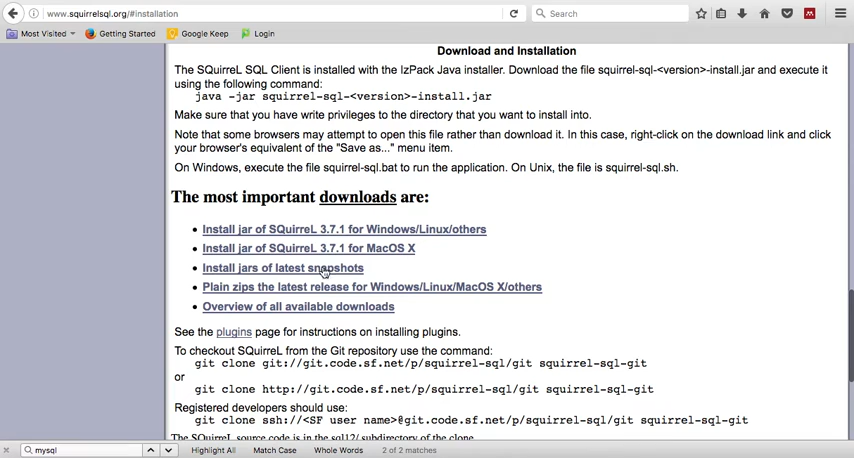 www.squirrelsql.org/#installation
Search
Most Visited
Getting Started
Google Keep
Login
Download and Installation
The SQuirreL SQL Client is installed with the IzPack Java installer. Download the file squirrel-sql-<version>-install.jar and execute it
using the following command:
java -jar squirrel-sql-<version>-install.jar
Make sure that you have write privileges to the directory that you want to install into.
Note that some browsers may attempt to open this file rather than download it. In this case, right-click on the download link and click
your browser's equivalent of the "Save as..." menu item.
On Windows, execute the file squirrel-sql.bat to run the application. On Unix, the file is squirrel-sql.sh.
The most important downloads are:
• Install jar of SQuirreL 3.7.1 for Windows/Linux/others
• Install jar of SQuirreL 3.7.1 for MacOS X
• Install jars of latest snapshots
• Plain zips the latest release for Windows/Linux/MacOS X/others
• Overview of all available downloads
See the plugins page for instructions on installing plugins.
To checkout SQuirreL from the Git repository use the command:
git clone git://git.code.sf.net/p/squirrel-sql/git squirrel-sql-git
or
git clone http://git.code.sf.net/p/squirrel-sql/git squirrel-sql-git
Registered developers should use:
git clone ssh://<SF user name>@git.code.sf.net/p/squirrel-sql/git squirrel-sql-git
The SQuirreL source code is in the sql12/ subdirectory of the clone.
mysql
Highlight All
Match Case
Whole Words
2 of 2 matches